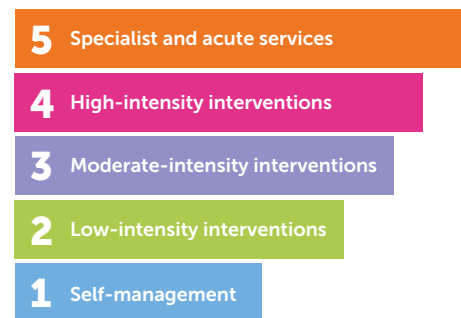 5 Specialist and acute services
4 High-intensity interventions
3 Moderate-intensity interventions
2 Low-intensity interventions
1 Self-management